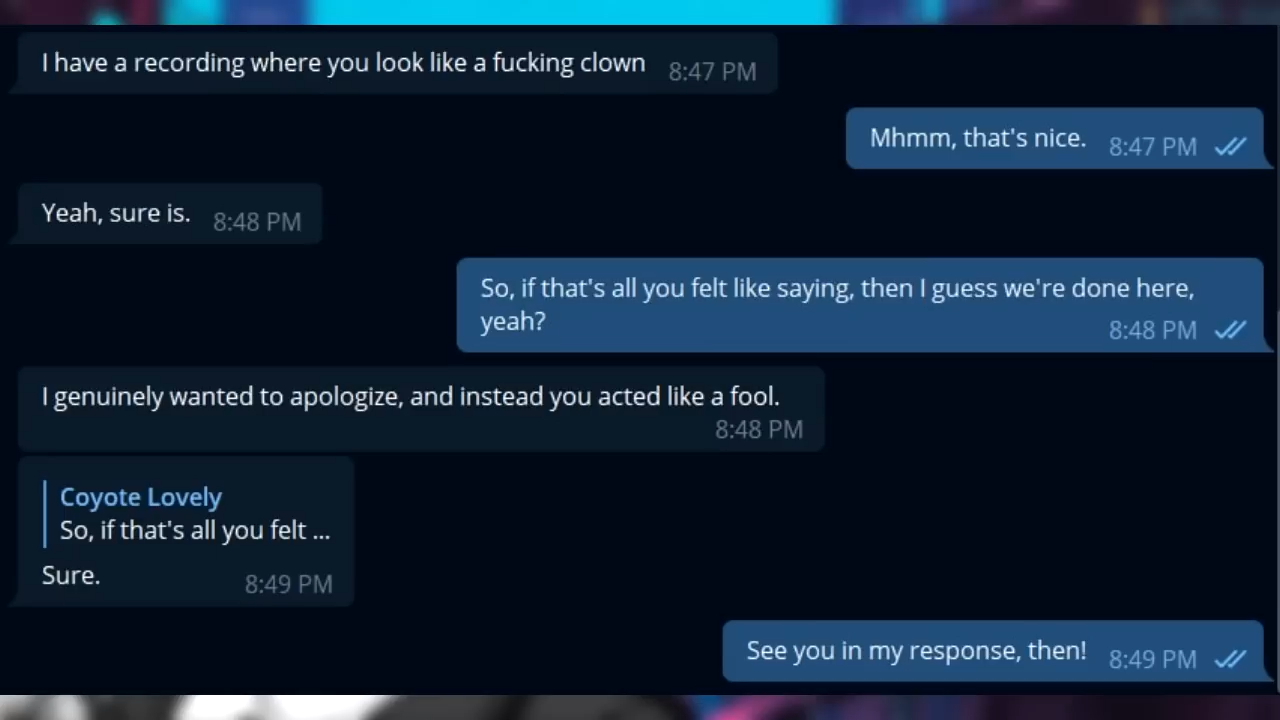 I have a recording where you look like a fucking clown 8:47 PM
Mhmm, that's nice. 8:47 PM
Yeah, sure is. 8:48 PM
So, if that's all you felt like saying, then I guess we're done here,
yeah? 8:48 PM
I genuinely wanted to apologize, and instead you acted like a fool.
8:48 PM
Coyote Lovely
So, if that's all you felt ...
Sure. 8:49 PM
See you in my response, then! 8:49 PM